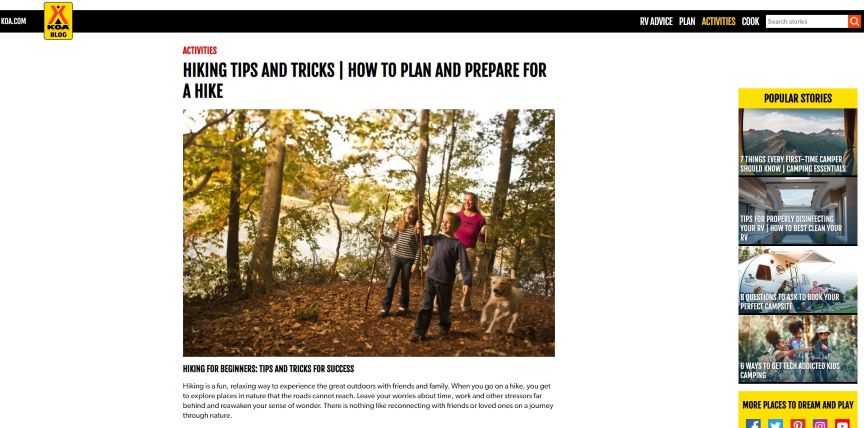 KOA.COM
KOA
BLOG
RV ADVICE PLAN ACTIVITIES COOK Search stories
ACTIVITIES
HIKING TIPS AND TRICKS | HOW TO PLAN AND PREPARE FOR
A HIKE
HIKING FOR BEGINNERS: TIPS AND TRICKS FOR SUCCESS
Hiking is a fun, relaxing way to experience the great outdoors with friends and family. When you go on a hike, you get
to explore places in nature that the roads cannot reach. Leave your worries about time, work and other stressors far
behind and reawaken your sense of wonder. There is nothing like reconnecting with friends or loved ones on a journey
through nature.
POPULAR STORIES
7 THINGS EVERY FIRST-TIME CAMPER
SHOULD KNOW | CAMPING ESSENTIALS
TIPS FOR PROPERLY DISINFECTING
YOUR RV | HOW TO BEST CLEAN YOUR
RV
8 QUESTIONS TO ASK TO BOOK YOUR
PERFECT CAMPSITE
6 WAYS TO GET TECH ADDICTED KIDS
CAMPING
MORE PLACES TO DREAM AND PLAY